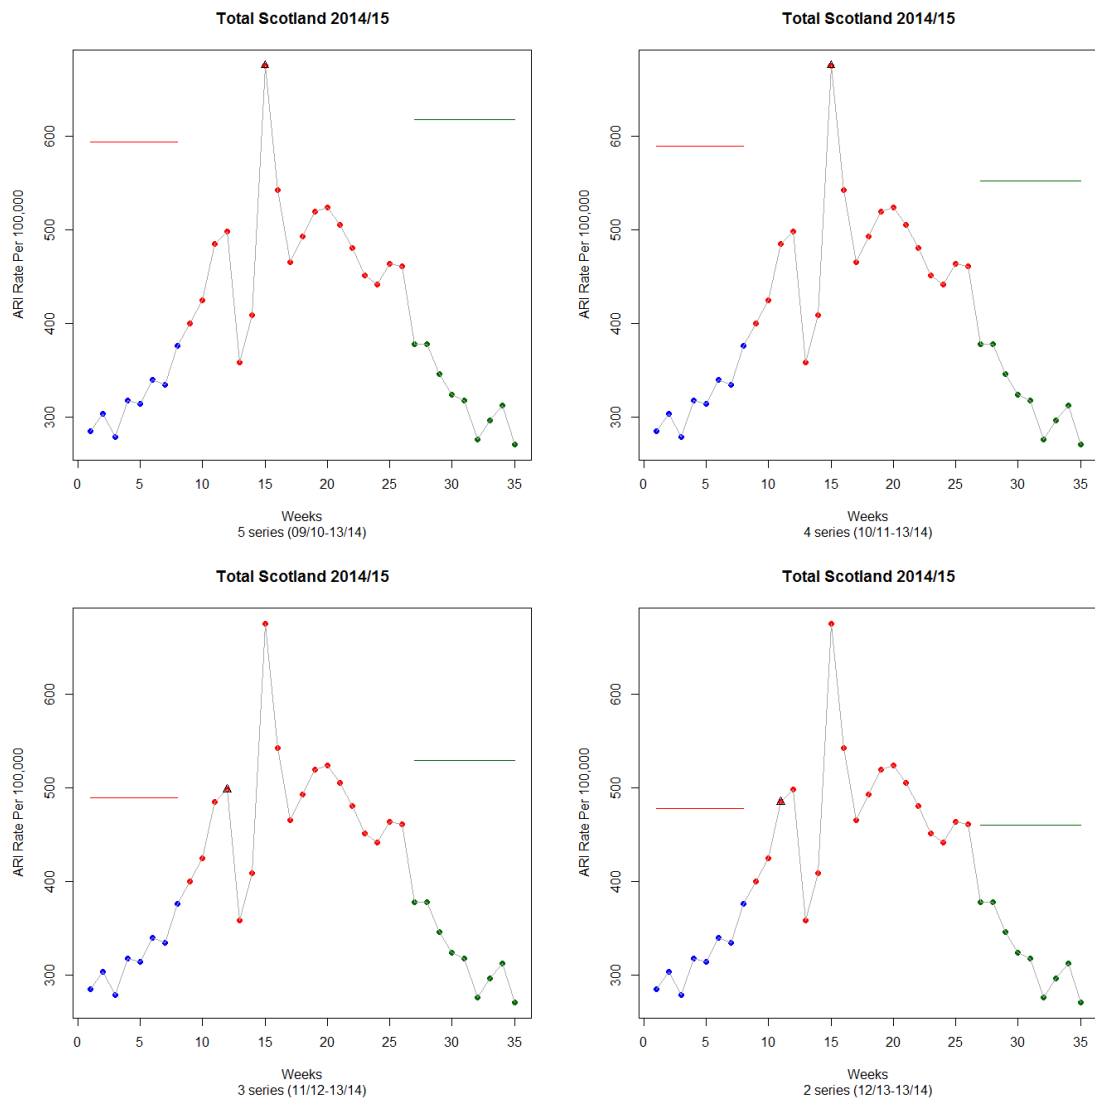 Total Scotland 2014/15
ARI Rate Per 100,000
600
500
400
300
0 5 10 15 20 25 30 35
Weeks
5 series (09/10-13/14)
Total Scotland 2014/15
ARI Rate Per 100,000
600
500
400
300
0 5 10 15 20 25 30 35
Weeks
4 series (10/11-13/14)
Total Scotland 2014/15
ARI Rate Per 100,000
600
500
400
300
0 5 10 15 20 25 30 35
Weeks
3 series (11/12-13/14)
Total Scotland 2014/15
ARI Rate Per 100,000
600
500
400
300
0 5 10 15 20 25 30 35
Weeks
2 series (12/13-13/14)